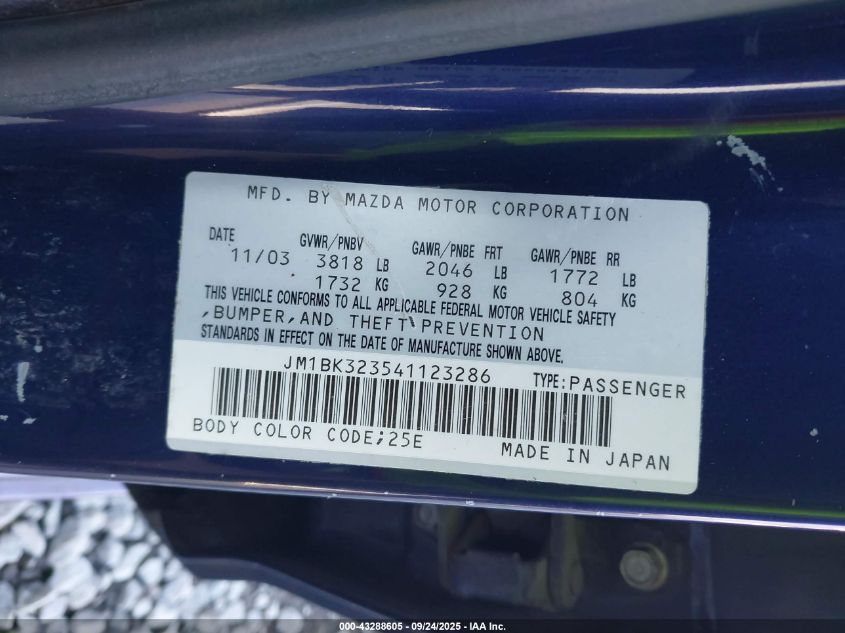 MFD. BY MAZDA MOTOR CORPORATION
DATE GVWR/PNBV GAWR/PNBE FRT GAWR/PNBE RR
11/03 3818 LB 2046 LB 1772 LB
1732 KG 928 KG 804 KG
THIS VEHICLE CONFORMS TO ALL APPLICABLE FEDERAL MOTOR VEHICLE SAFETY
,BUMPER,AND THEFT PREVENTION
STANDARDS IN EFFECT ON THE DATE OF MANUFACTURE SHOWN ABOVE.
JM1BK323541123286 TYPE:PASSENGER
BODY COLOR CODE;25E MADE IN JAPAN
000-43288605 - 09/24/2025 - IAA Inc.